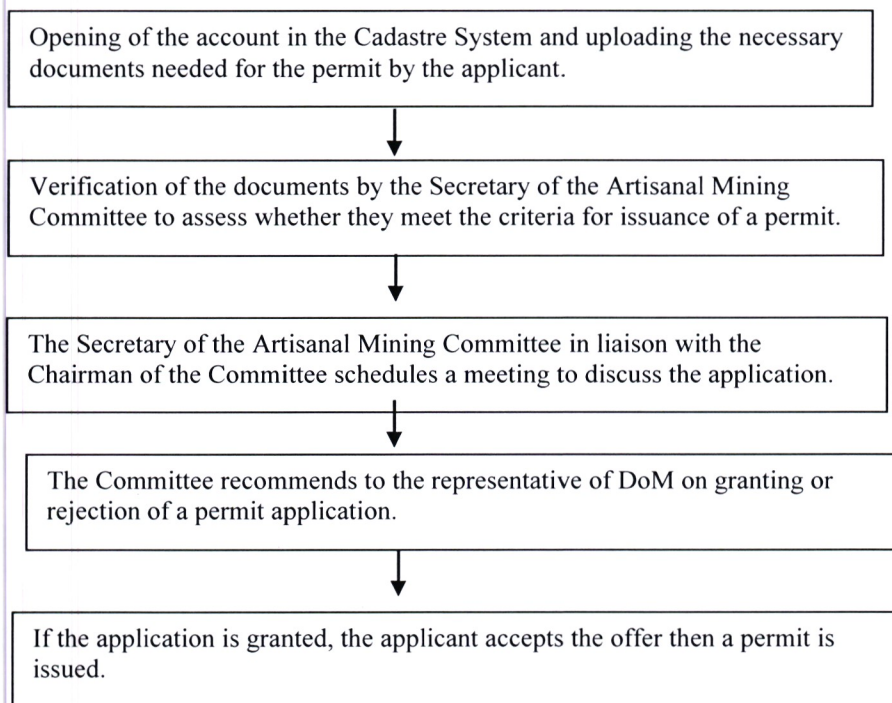 Opening of the account in the Cadastre System and uploading the necessary
documents needed for the permit by the applicant.
Verification of the documents by the Secretary of the Artisanal Mining
Committee to assess whether they meet the criteria for issuance of a permit.
The Secretary of the Artisanal Mining Committee in liaison with the
Chairman of the Committee schedules a meeting to discuss the application.
The Committee recommends to the representative of DoM on granting or
rejection of a permit application.
If the application is granted, the applicant accepts the offer then a permit is
issued.